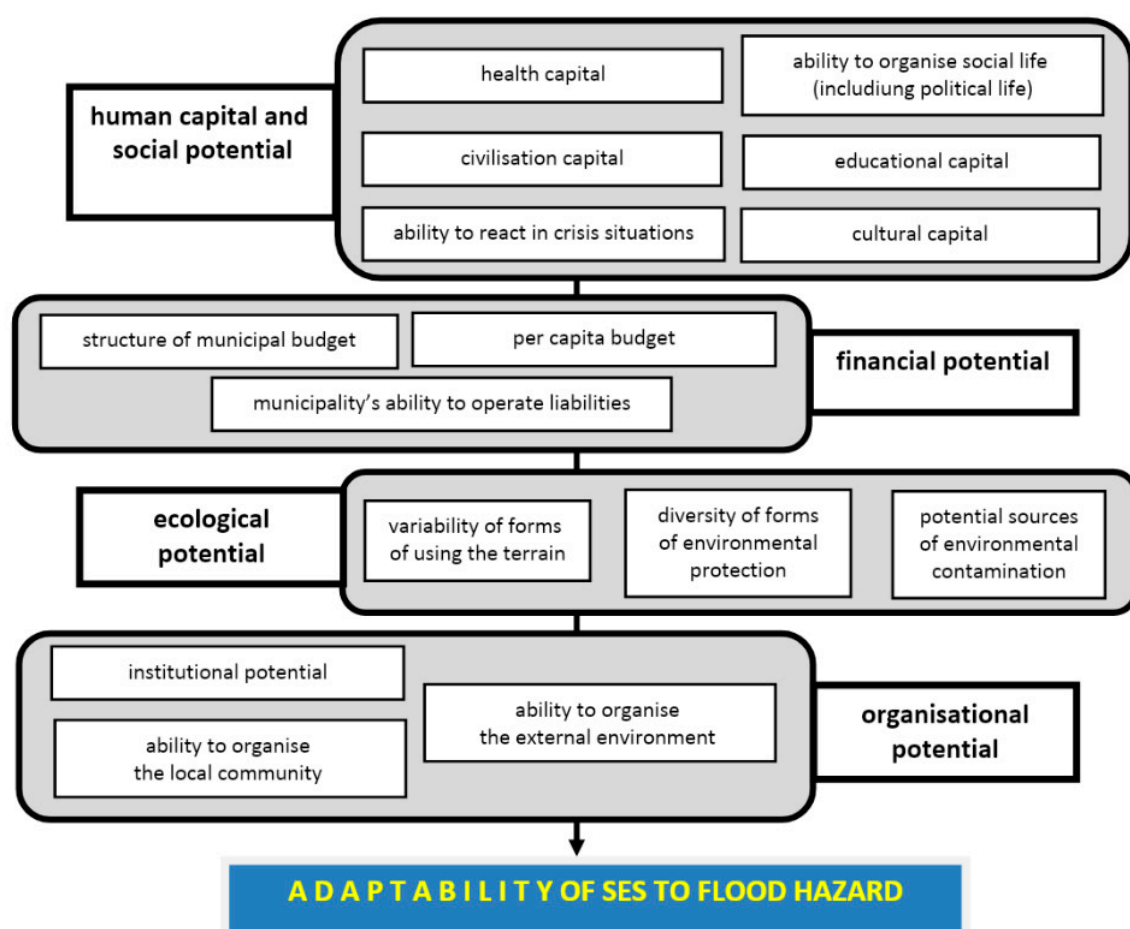 human capital and
social potential
health capital
ability to organise social life
(includiung political life)
civilisation capital
educational capital
ability to react in crisis situations
cultural capital
structure of municipal budget
per capita budget
municipality’s ability to operate liabilities
financial potential
ecological
potential
variability of forms
of using the terrain
diversity of forms
of environmental
protection
potential sources
of environmental
contamination
institutional potential
ability to organise
the local community
ability to organise
the external environment
organisational
potential
A D A P T A B I L I T Y OF SES TO FLOOD HAZARD